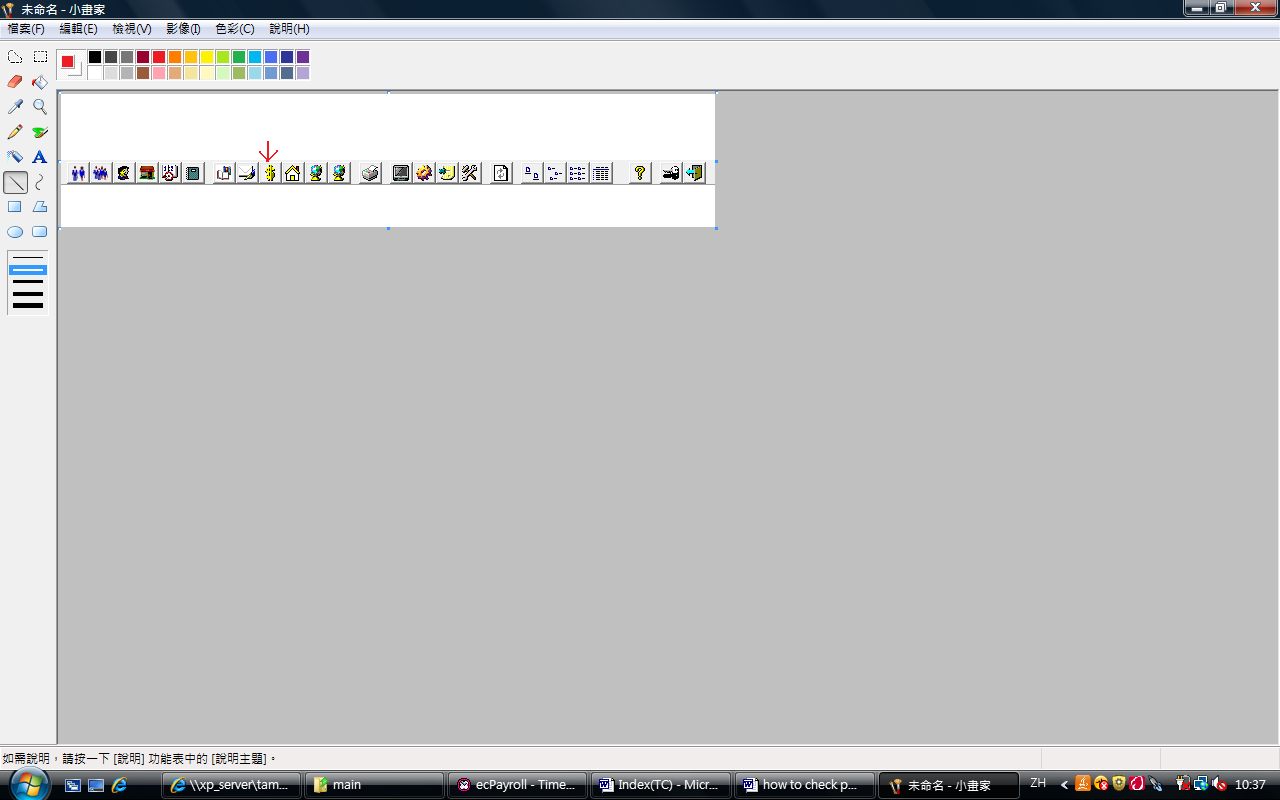 未命名 - 小畫家
檔案(F) 編輯(E) 檢視(V) 影像(I) 色彩(C) 說明(H)
如需說明，請按一下 [說明] 功能表中的 [說明主題]。
\\xp_server\tam... main ecPayroll - Time... Index(TC) - Micr... how to check p... 未命名 - 小畫家 ZH 10:37